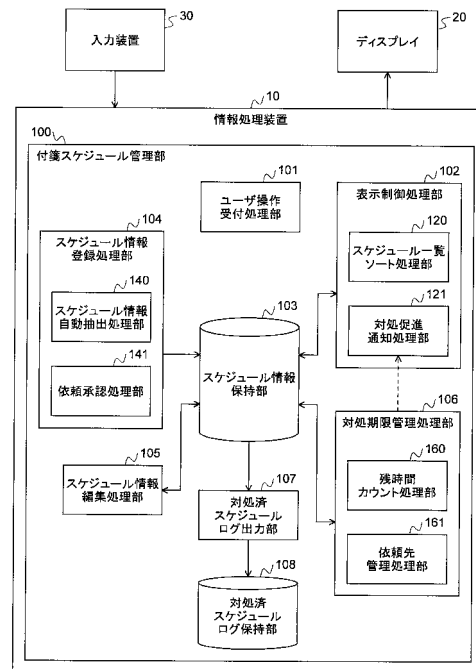 30
入力装置
20
ディスプレイ
10
情報処理装置
100
付箋スケジュール管理部
101
ユーザ操作
受付処理部
102
表示制御処理部
120
スケジュール一覧
ソート処理部
121
対処促進
通知処理部
104
スケジュール情報
登録処理部
140
スケジュール情報
自動抽出処理部
141
依頼承認処理部
103
スケジュール情報
保持部
105
スケジュール情報
編集処理部
106
対処期限管理処理部
160
残時間
カウント処理部
161
依頼先
管理処理部
107
対処済
スケジュール
ログ出力部
108
対処済
スケジュール
ログ保持部